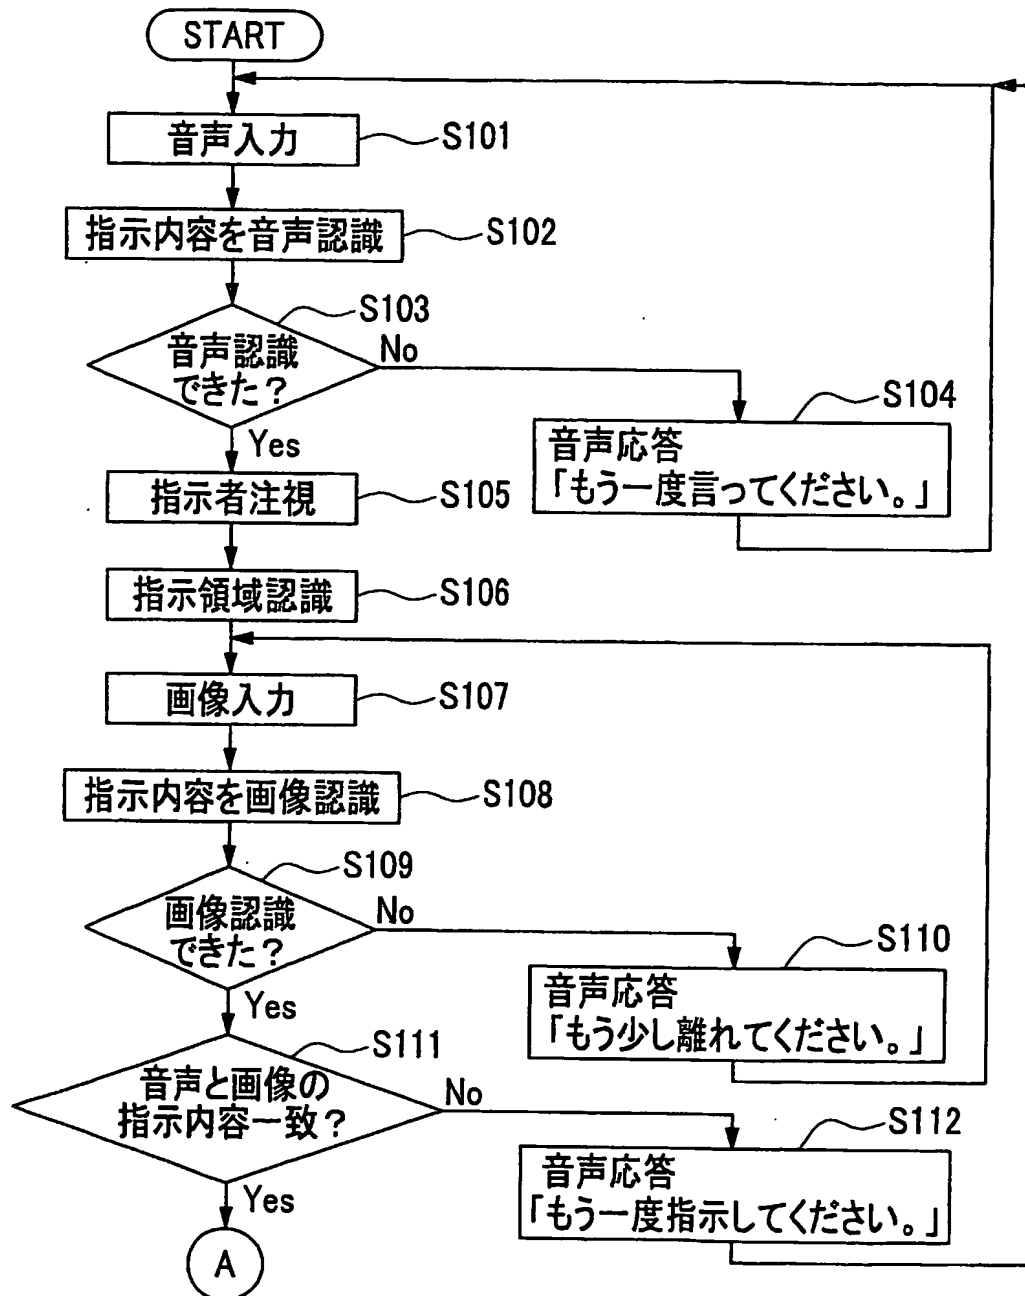 START
音声入力
S101
指示内容を音声認識
S102
S103
音声認識
できた?
No
Yes
S104
音声応答
「もう一度言ってください。」
指示者注視
S105
指示領域認識
S106
画像入力
S107
指示内容を画像認識
S108
S109
画像認識
できた?
No
Yes
S110
音声応答
「もう少し離れてください。」
S111
音声と画像の
指示内容一致?
No
Yes
S112
音声応答
「もう一度指示してください。」
A